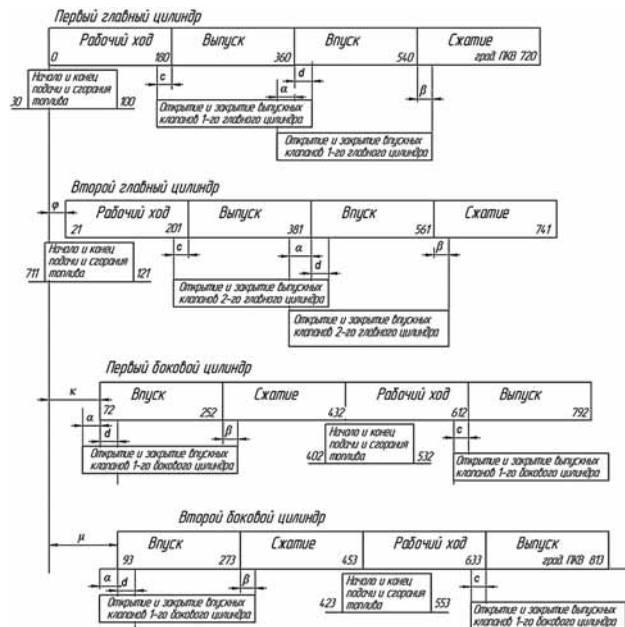 Первый главный цилиндр
Рабочий ход Выпуск Впуск Сжатие
0 180 360 540 град. ПКВ 720
Начало и конец
подачи и сгорания
топлива
30 100
c α d β
Открытие и закрытие выпускных
клапанов 1-го главного цилиндра
Открытие и закрытие впускных
клапанов 1-го главного цилиндра
Второй главный цилиндр
φ
Рабочий ход Выпуск Впуск Сжатие
21 201 381 561 741
Начало и конец
подачи и сгорания
топлива
711 121
c α d β
Открытие и закрытие выпускных
клапанов 2-го главного цилиндра
Открытие и закрытие впускных
клапанов 2-го главного цилиндра
Первый боковой цилиндр
κ
Впуск Сжатие Рабочий ход Выпуск
72 252 432 612 792
α d β c
Открытие и закрытие впускных
клапанов 1-го бокового цилиндра
Начало и конец
подачи и сгорания
топлива
402 532
Открытие и закрытие выпускных
клапанов 1-го бокового цилиндра
Второй боковой цилиндр
μ
Впуск Сжатие Рабочий ход Выпуск
93 273 453 633 град. ПКВ 813
α d β c
Открытие и закрытие впускных
клапанов 1-го бокового цилиндра
Начало и конец
подачи и сгорания
топлива
423 553
Открытие и закрытие выпускных
клапанов 1-го бокового цилиндра